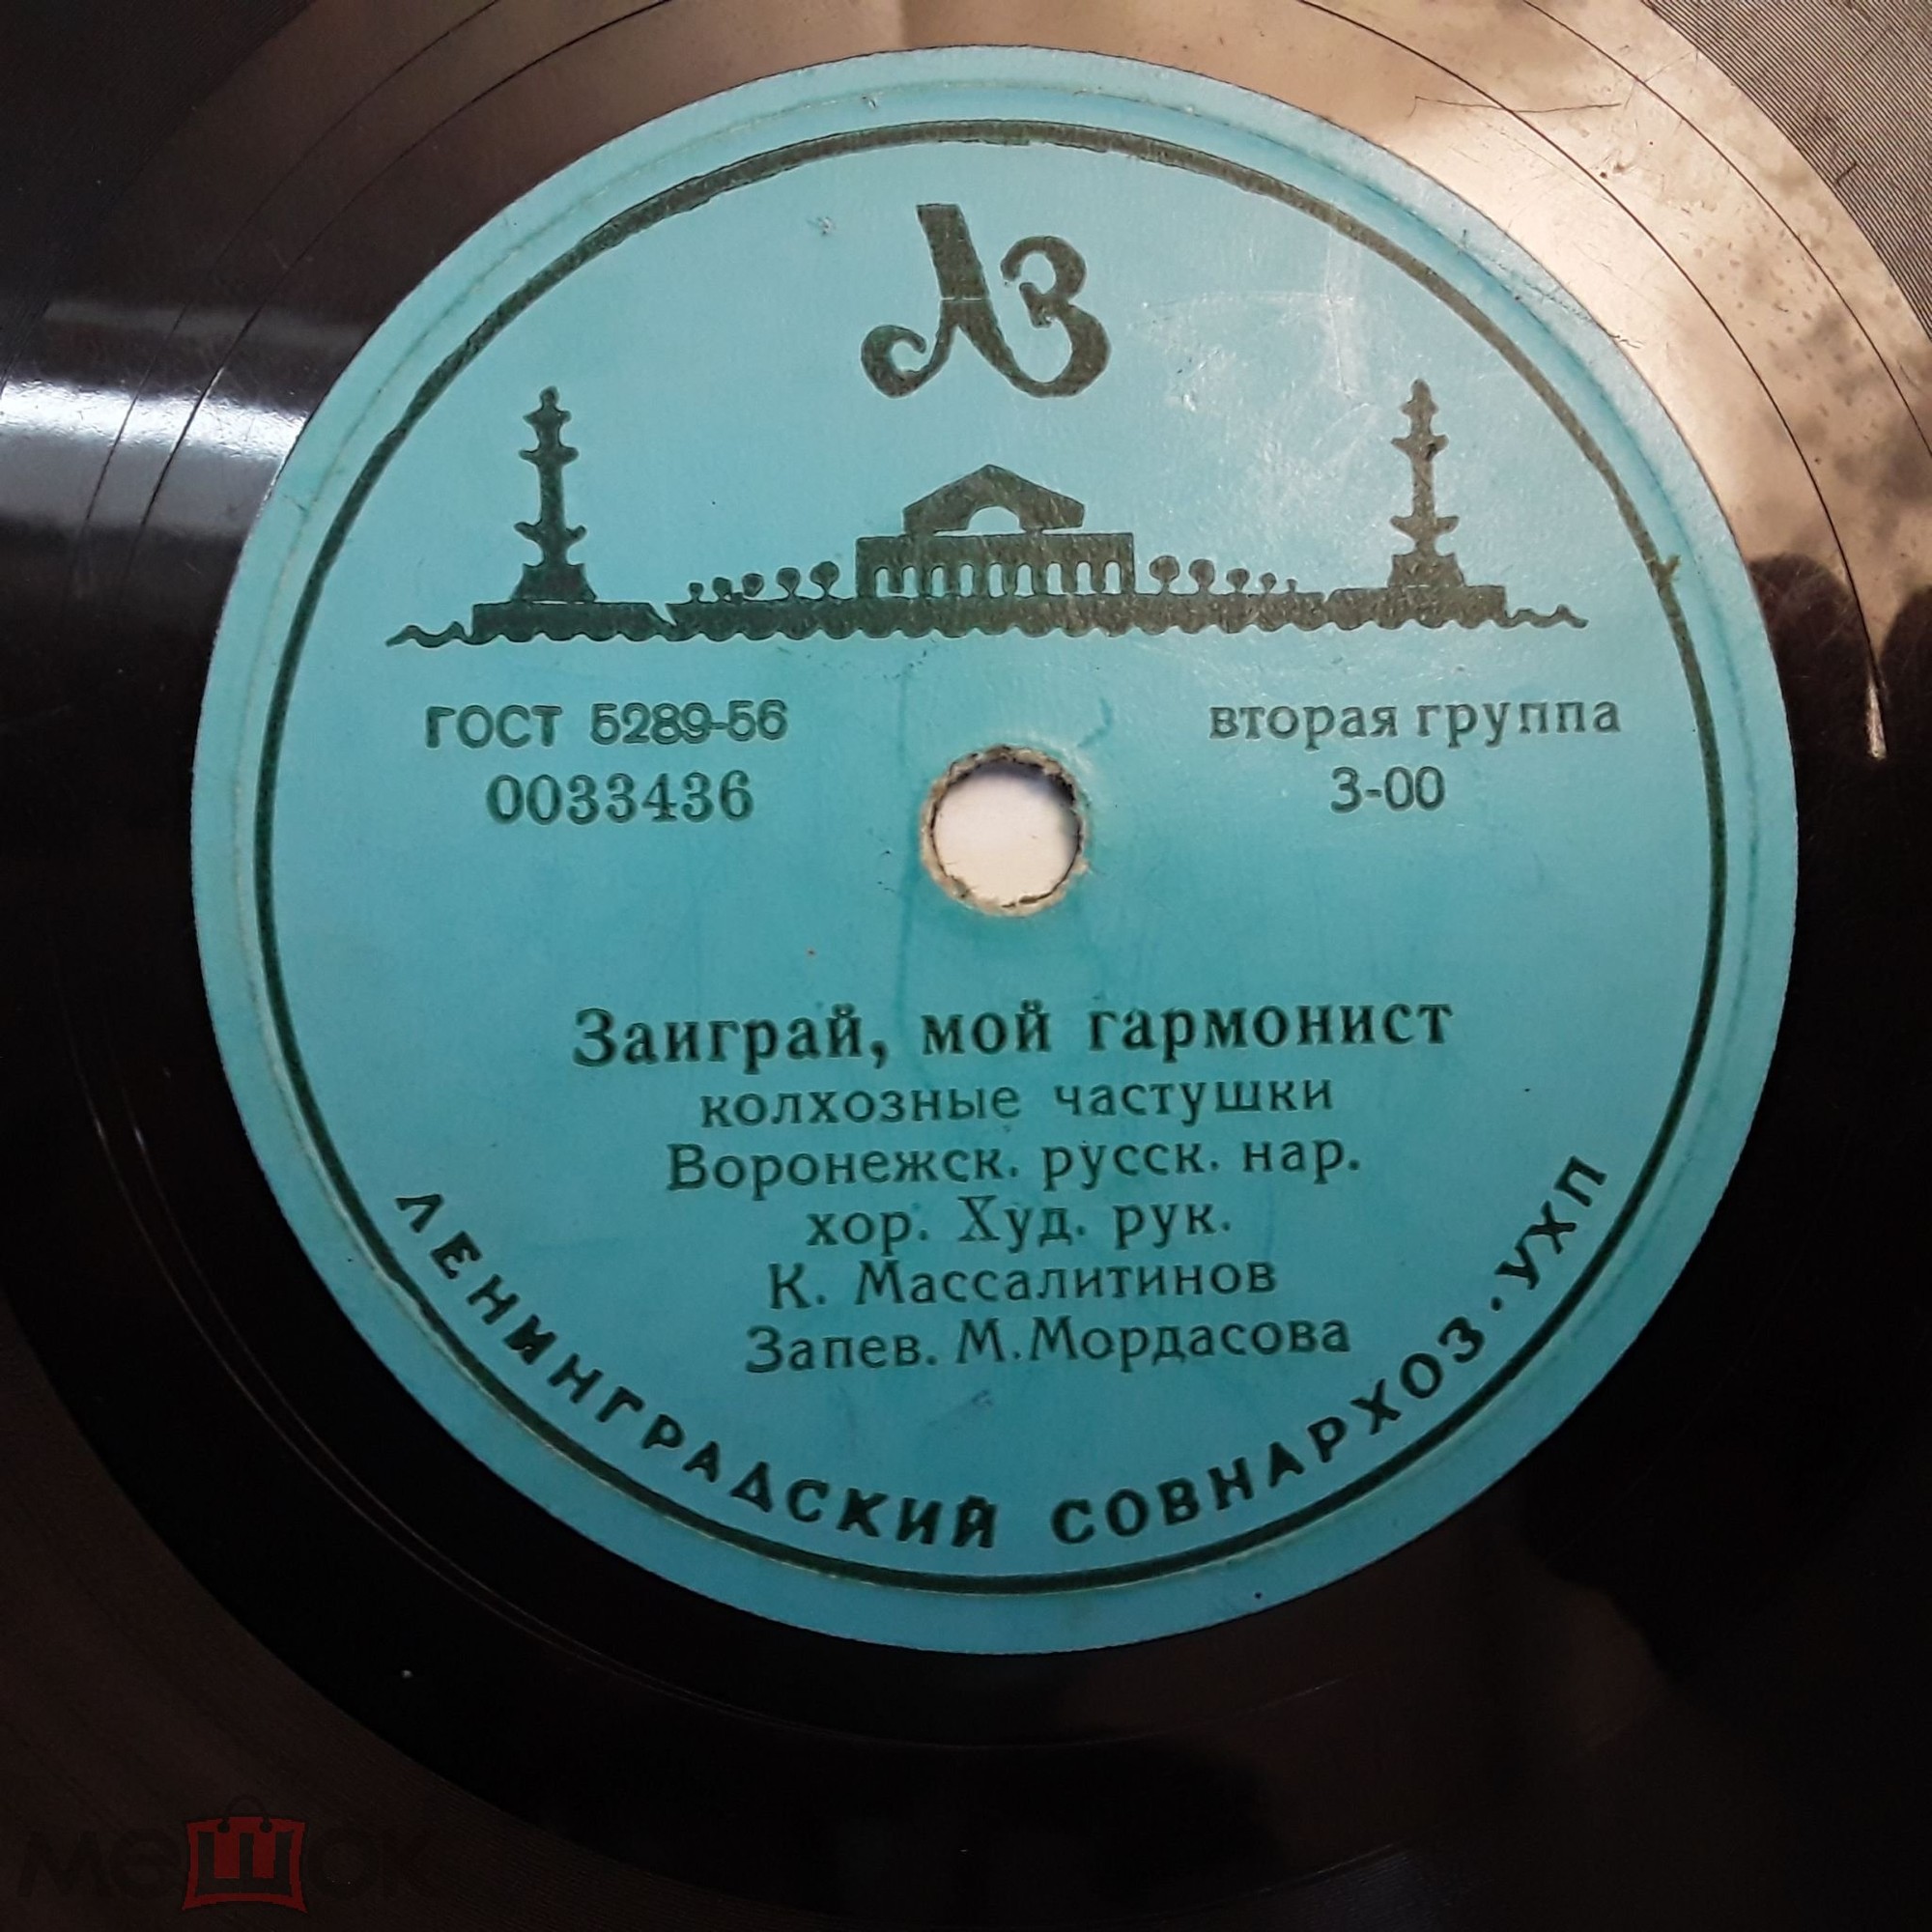 ЛЗ
ГОСТ 5289-56
0033436
вторая группа
3-00
Заиграй, мой гармонист
колхозные частушки
Воронежск. русск. нар.
хор. Худ. рук.
К. Массалитинов
Запев. М. Мордасова
ЛЕНИНГРАДСКИЙ СОВНАРХОЗ · УХП
мешок